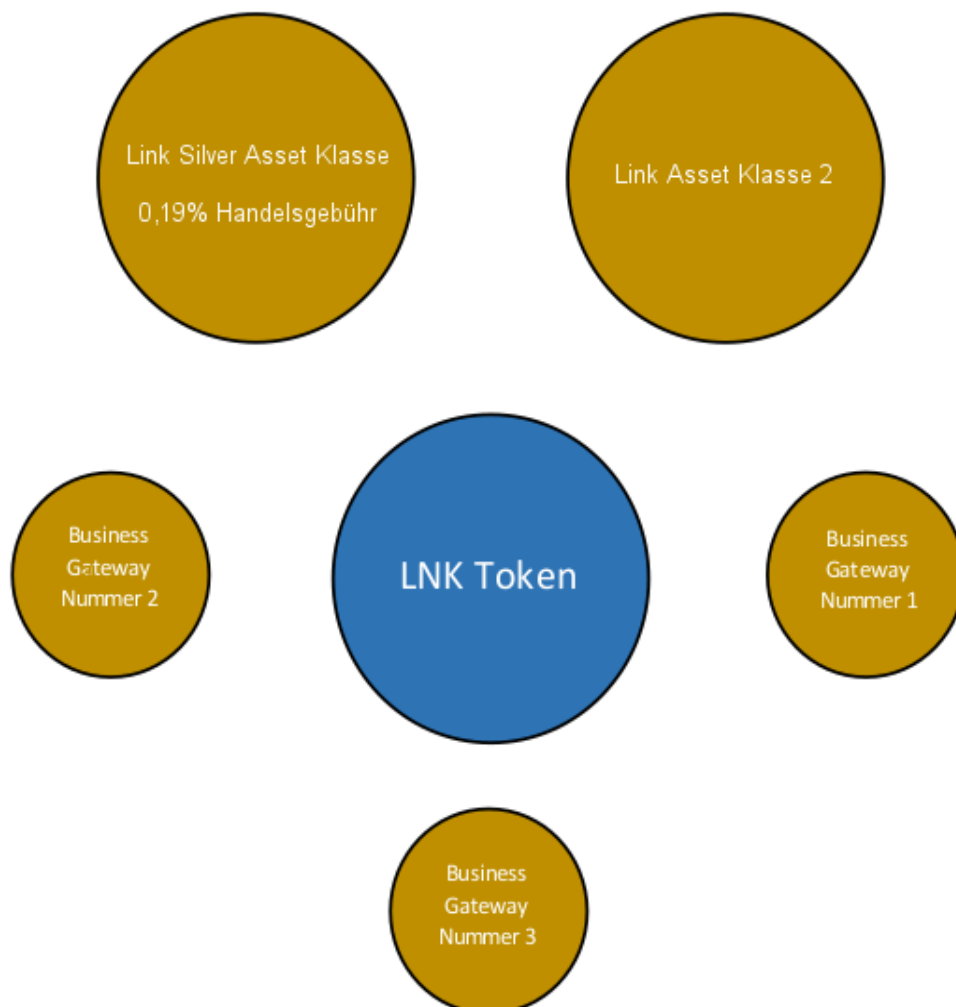 Link Silver Asset Klasse
0,19% Handelsgebühr
Link Asset Klasse 2
Business
Gateway
Nummer 2
LNK Token
Business
Gateway
Nummer 1
Business
Gateway
Nummer 3